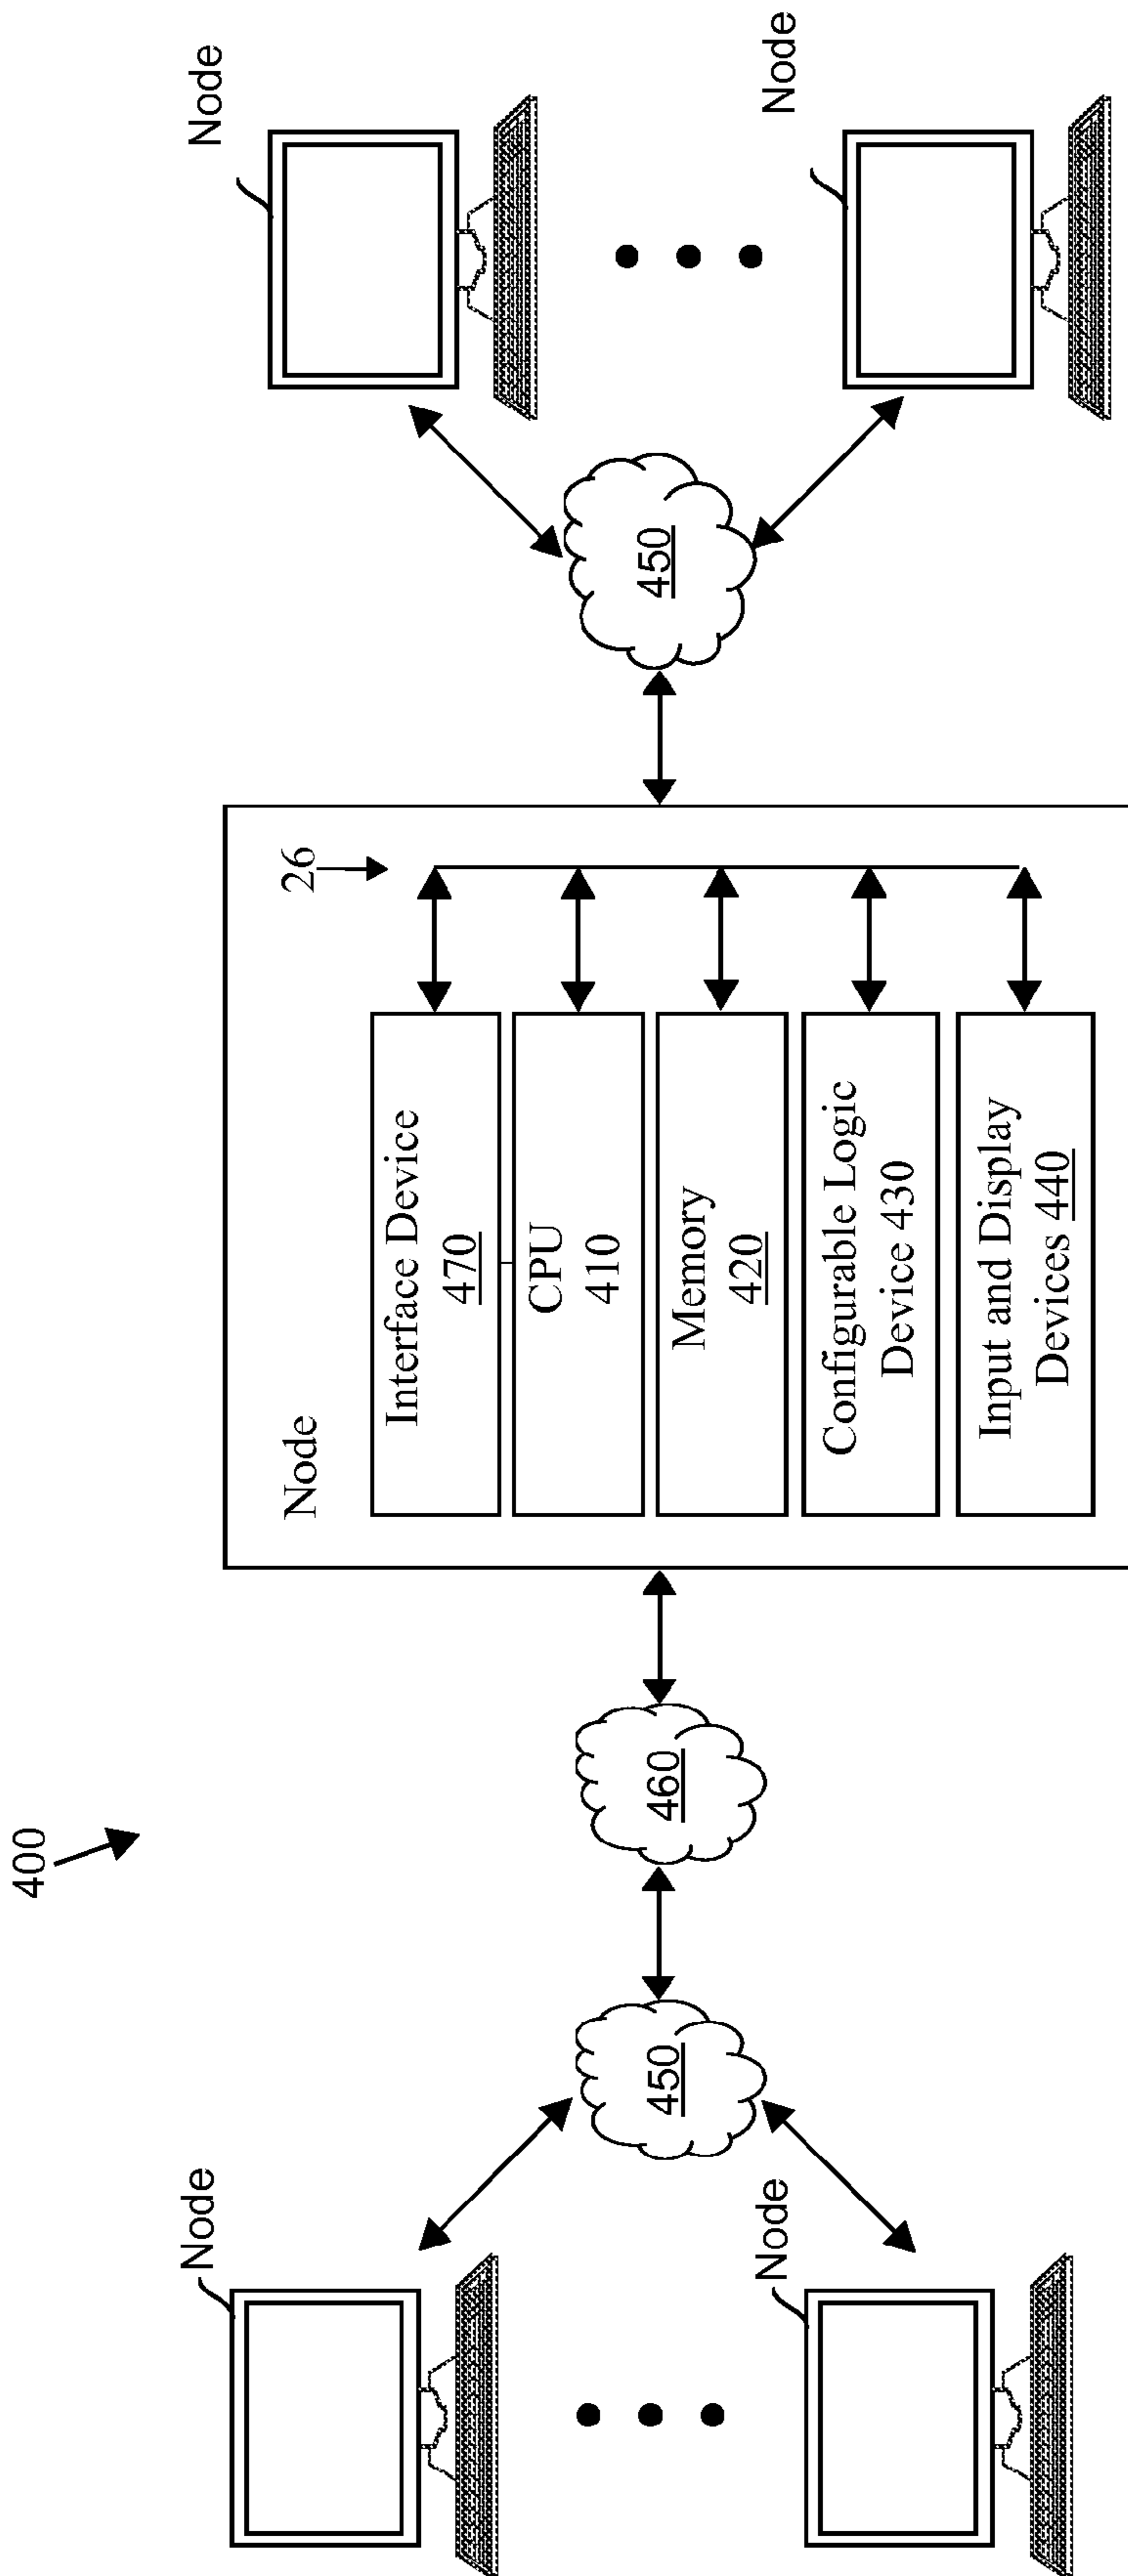 400
Node
Node
450
460
Node
26
Interface Device
470
CPU
410
Memory
420
Configurable Logic
Device 430
Input and Display
Devices 440
450
Node
Node